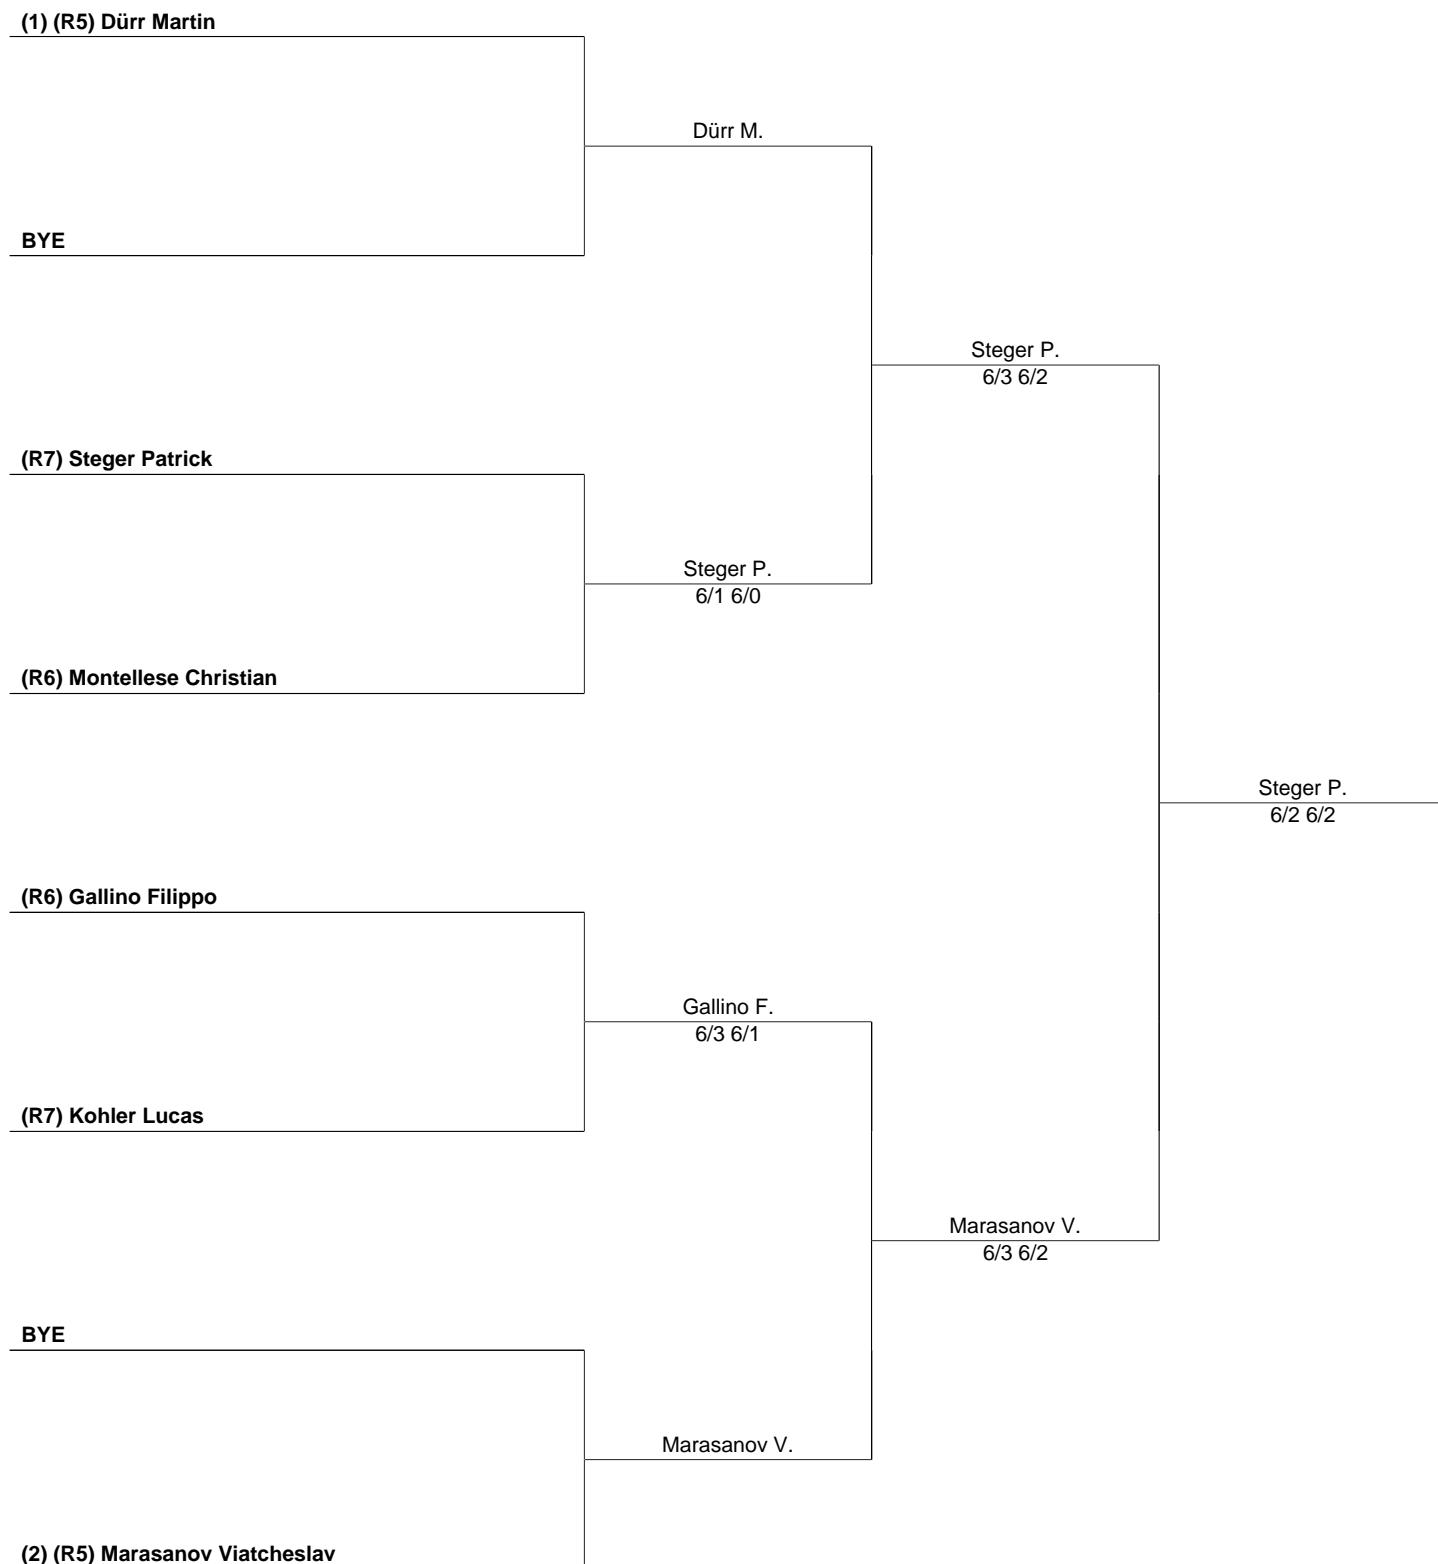 (1) (R5) Dürr Martin
Dürr M.
BYE
Steger P.
6/3 6/2
(R7) Steger Patrick
Steger P.
6/1 6/0
(R6) Montellese Christian
Steger P.
6/2 6/2
(R6) Gallino Filippo
Gallino F.
6/3 6/1
(R7) Kohler Lucas
Marasanov V.
6/3 6/2
BYE
Marasanov V.
(2) (R5) Marasanov Viatcheslav